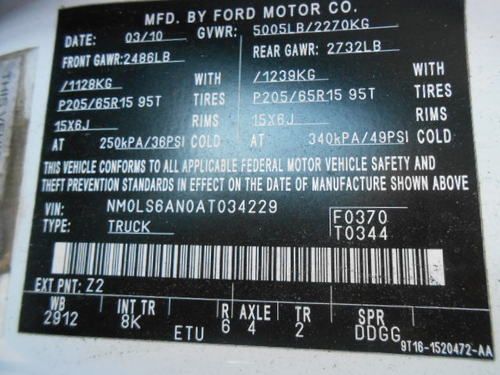 MFD. BY FORD MOTOR CO.
DATE: 03/10 GVWR: 5005LB/2270KG
FRONT GAWR: 2486LB REAR GAWR: 2732LB
/1128KG WITH /1239KG WITH
P205/65R15 95T TIRES P205/65R15 95T TIRES
15X6J RIMS 15X6J RIMS
AT 250kPA/36PSI COLD AT 340kPA/49PSI COLD
THIS VEHICLE CONFORMS TO ALL APPLICABLE FEDERAL MOTOR VEHICLE SAFETY AND
THEFT PREVENTION STANDARDS IN EFFECT ON THE DATE OF MANUFACTURE SHOWN ABOVE
VIN: NM0LS6AN0AT034229 F0370
TYPE: TRUCK T0344
EXT PNT: Z2
WB INT TR R AXLE TR SPR
2912 8K 6 4 2 DDGG
ETU
9T16-1520472-AA